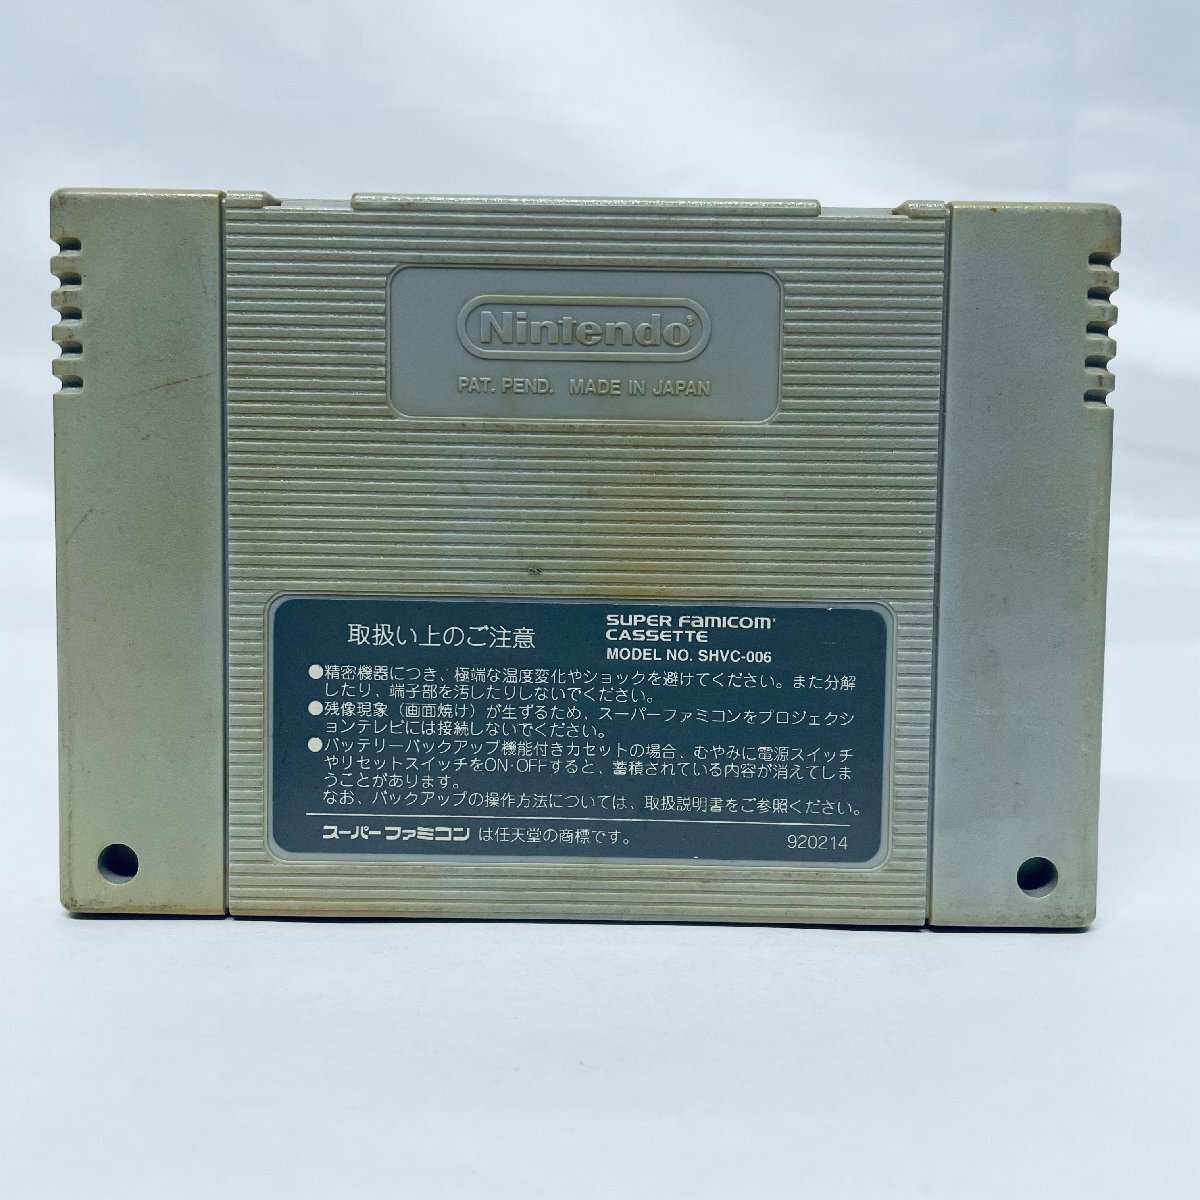 Nintendo®
PAT. PEND. MADE IN JAPAN
取扱い上のご注意
SUPER FAMICOM
CASSETTE
MODEL NO. SHVC-006
●精密機器につき、極端な温度変化やショックを避けてください。また分解
したり、端子部を汚したりしないでください。
●残像現象（画面焼け）が生ずるため、スーパーファミコンをプロジェクシ
ョンテレビには接続しないでください。
●バッテリーバックアップ機能付きカセットの場合、むやみに電源スイッチ
やリセットスイッチをON・OFFすると、蓄積されている内容が消えてしま
うことがあります。
なお、バックアップの操作方法については、取扱説明書をご参照ください。
スーパーファミコン は任天堂の商標です。
920214